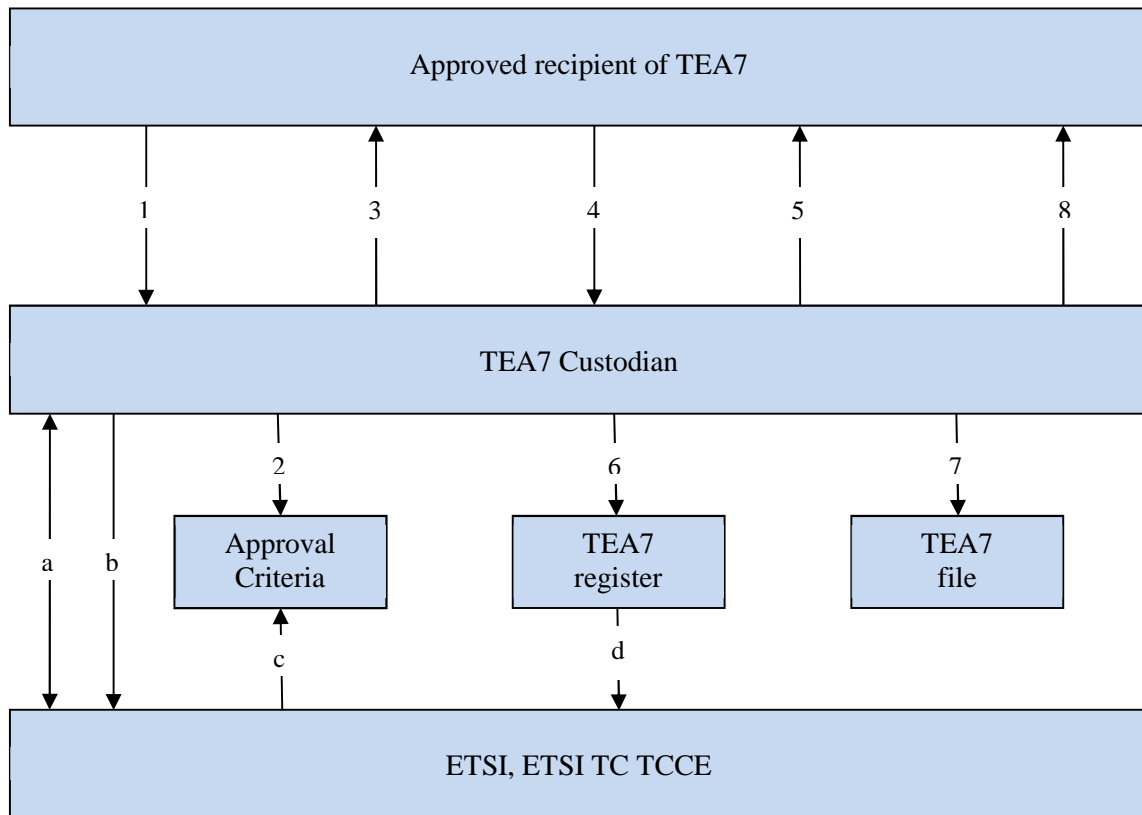 Approved recipient of TEA7
1
3
4
5
8
TEA7 Custodian
2
6
7
a
b
Approval
Criteria
TEA7
register
TEA7
file
c
d
ETSI, ETSI TC TCCE